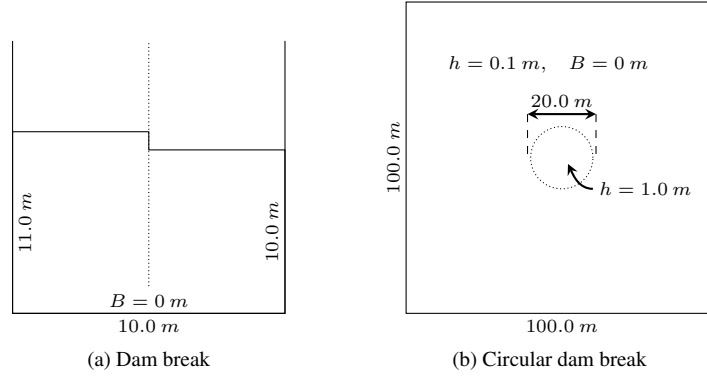 11.0 m
10.0 m
B = 0 m
10.0 m
(a) Dam break
h = 0.1 m, B = 0 m
20.0 m
100.0 m
h = 1.0 m
100.0 m
(b) Circular dam break